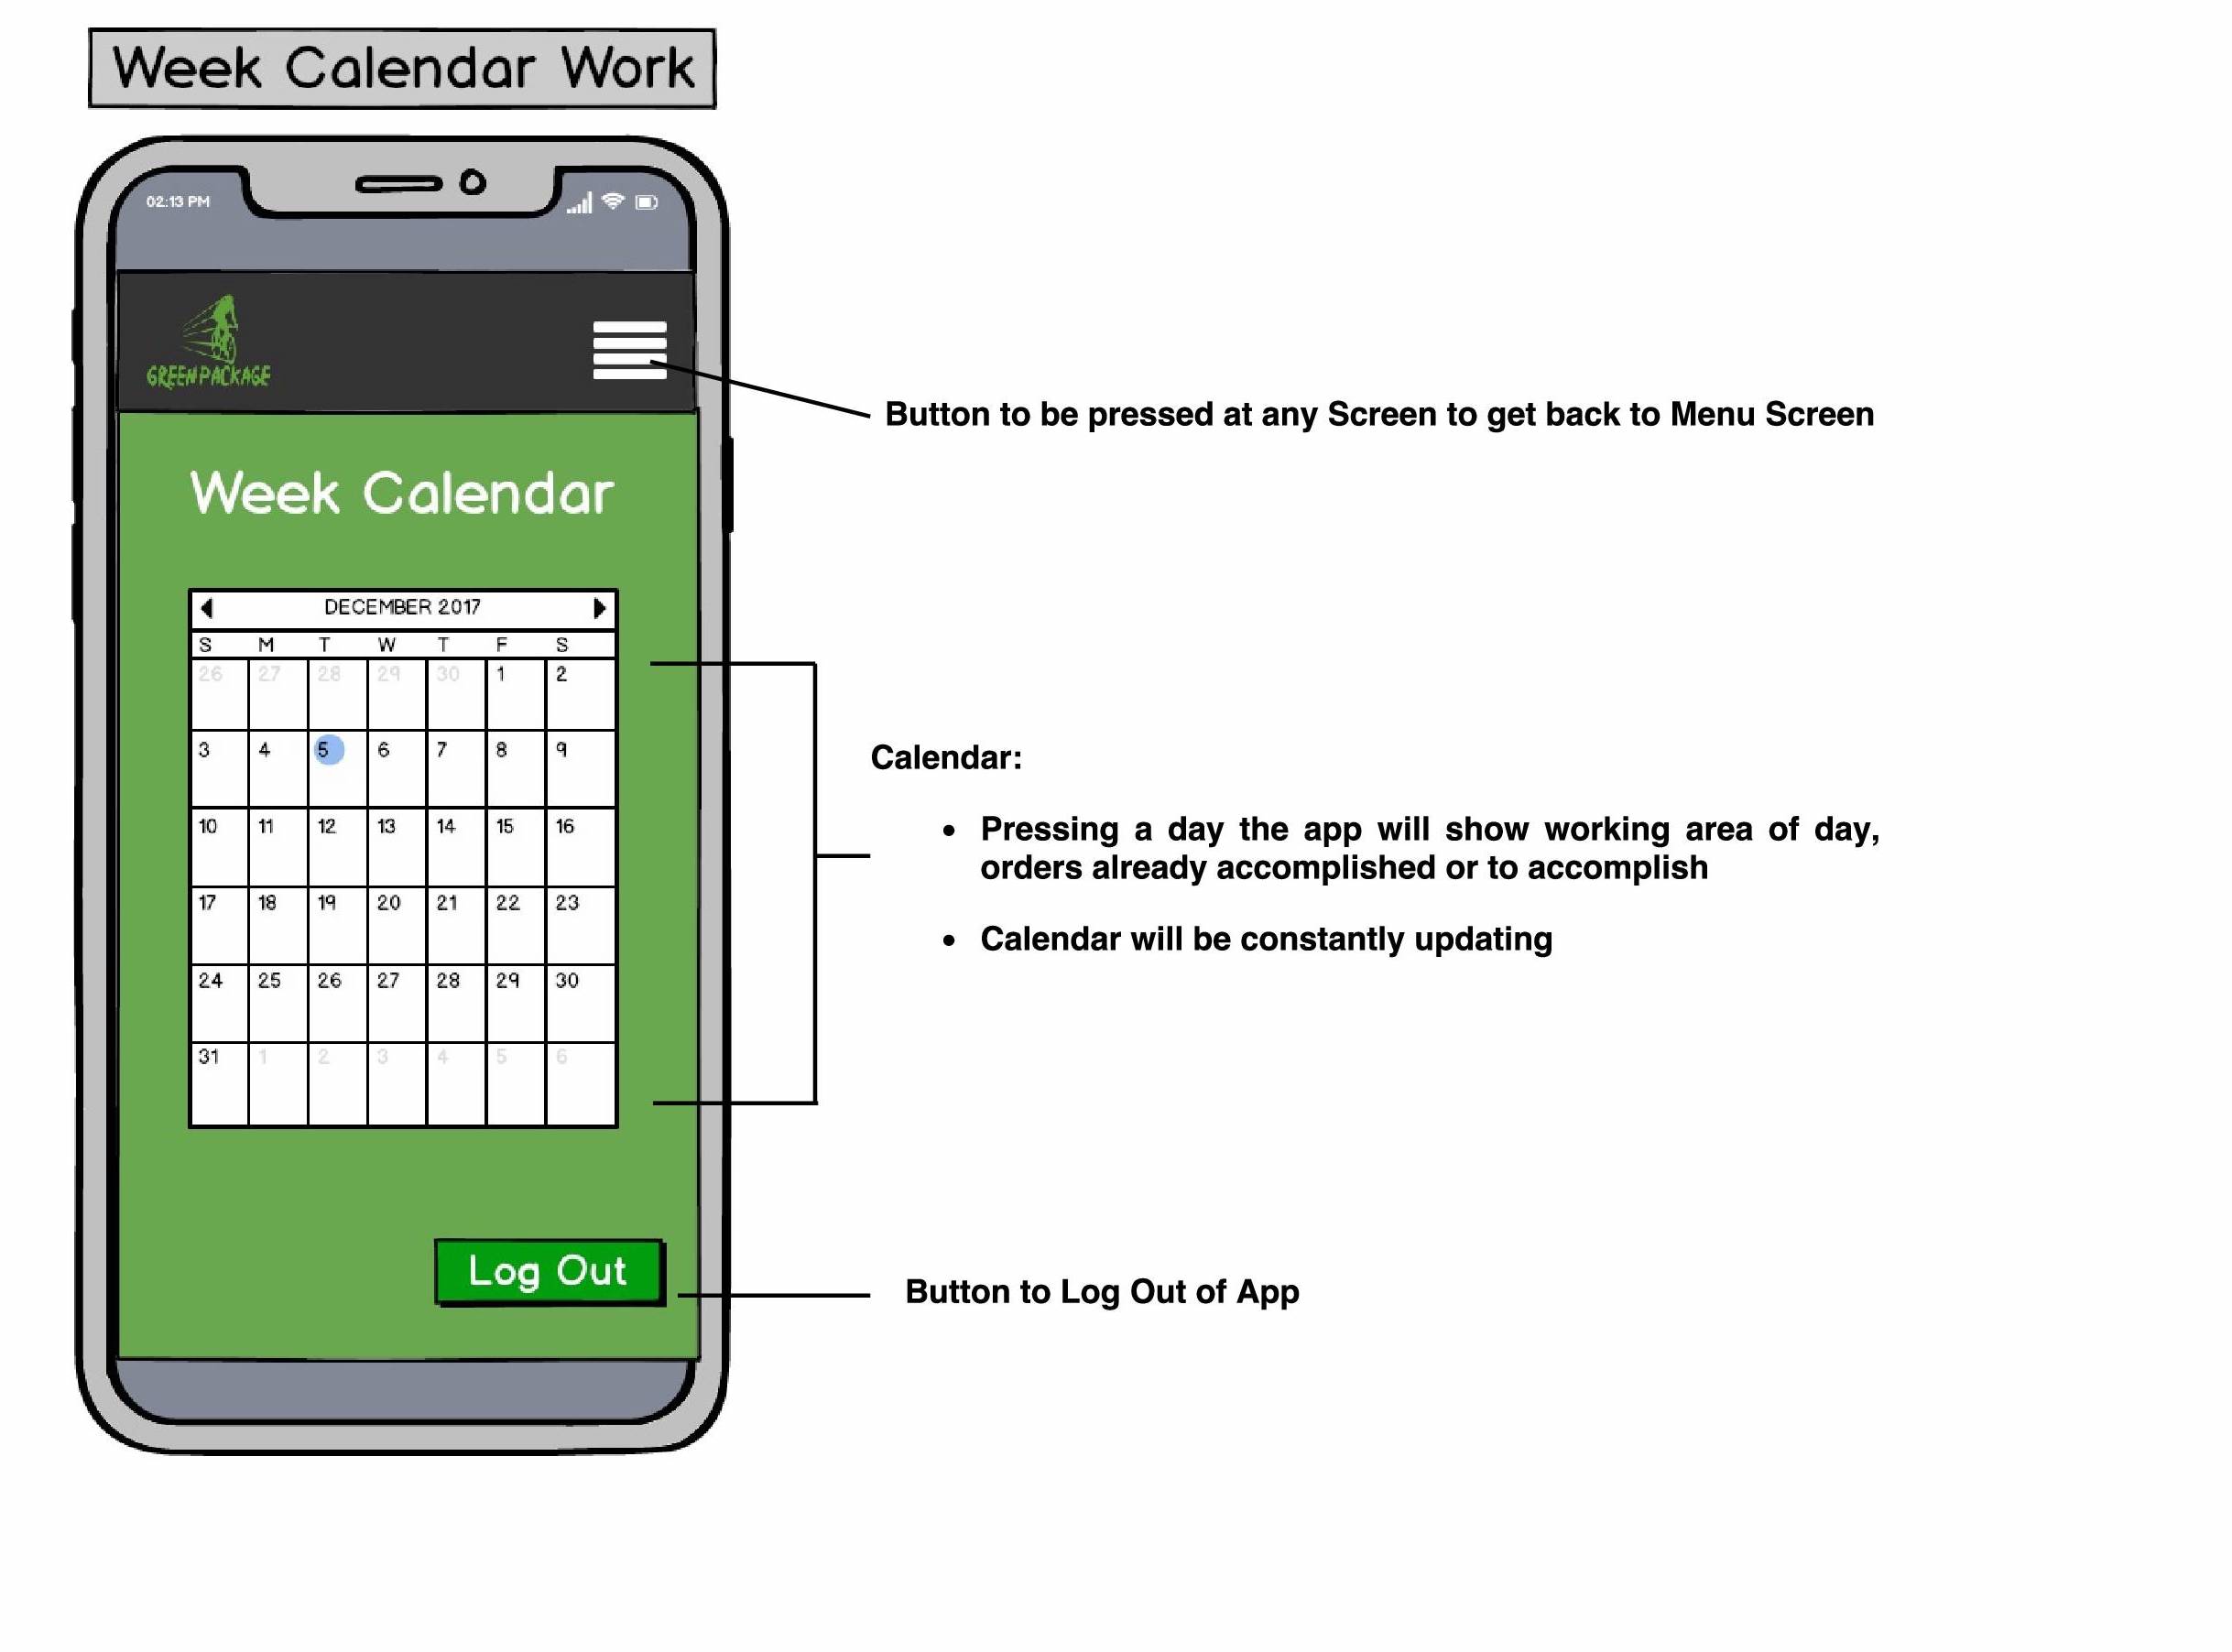 Week Calendar Work
02:13 PM
GREEN PACKAGE
Button to be pressed at any Screen to get back to Menu Screen
Week Calendar
DECEMBER 2017
S M T W T F S
26 27 28 29 30 1 2
3 4 5 6 7 8 9
10 11 12 13 14 15 16
17 18 19 20 21 22 23
24 25 26 27 28 29 30
31 1 2 3 4 5 6
Calendar:
• Pressing a day the app will show working area of day,
orders already accomplished or to accomplish
• Calendar will be constantly updating
Log Out
Button to Log Out of App